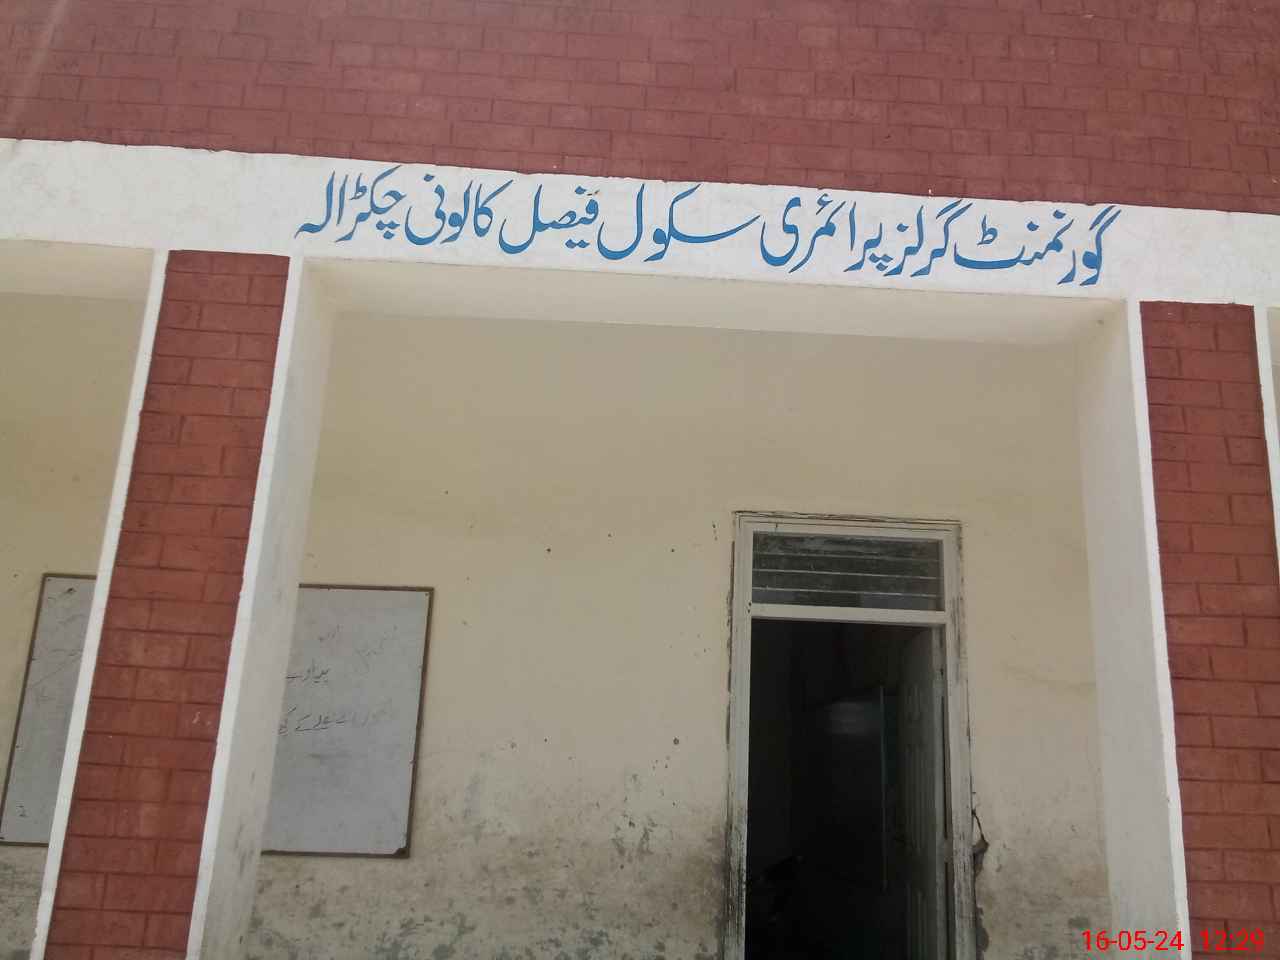 گورنمنٹ گرلز پرائمری سکول فیصل کالونی چکڑالہ
16-05-24 12:29